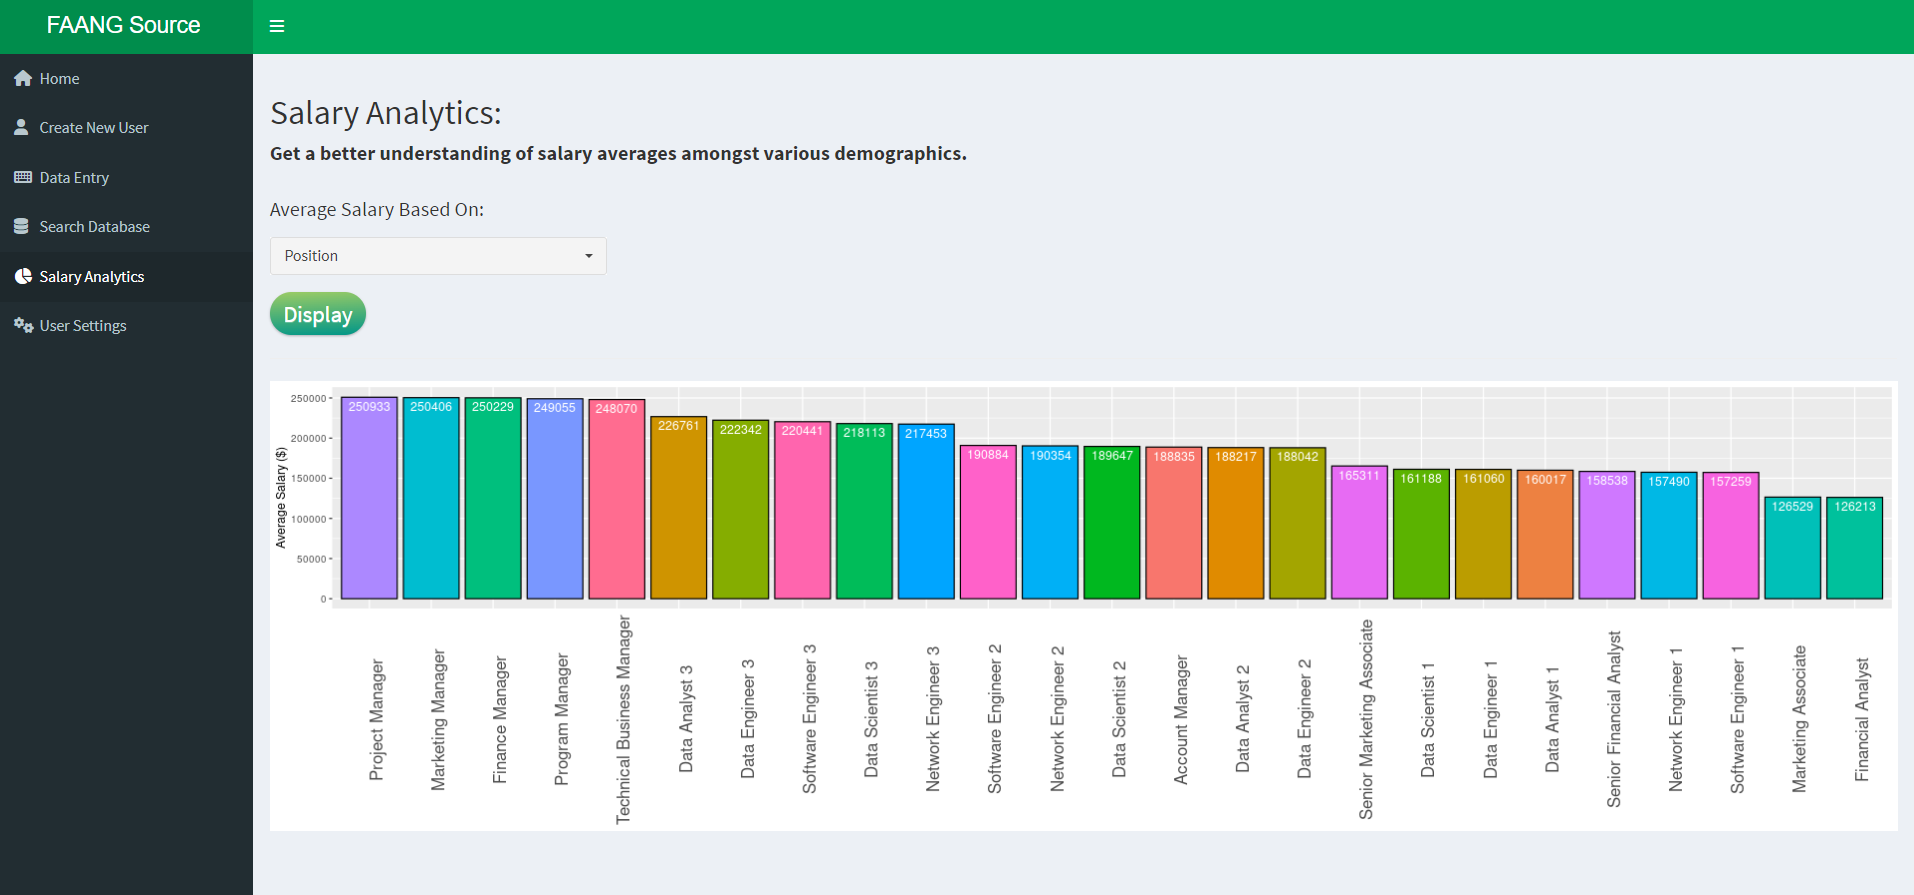 FAANG Source
Home
Create New User
Data Entry
Search Database
Salary Analytics
User Settings
Salary Analytics:
Get a better understanding of salary averages amongst various demographics.
Average Salary Based On:
Position
Display
Average Salary ($)
250000
200000
150000
100000
50000
0
250933
250406
250229
249055
248070
226761
222342
220441
218113
217453
190884
190354
189647
188835
188217
188042
165311
161188
161060
160017
158538
157490
157259
126529
126213
Project Manager
Marketing Manager
Finance Manager
Program Manager
Technical Business Manager
Data Analyst 3
Data Engineer 3
Software Engineer 3
Data Scientist 3
Network Engineer 3
Software Engineer 2
Network Engineer 2
Data Scientist 2
Account Manager
Data Analyst 2
Data Engineer 2
Senior Marketing Associate
Data Scientist 1
Data Engineer 1
Data Analyst 1
Senior Financial Analyst
Network Engineer 1
Software Engineer 1
Marketing Associate
Financial Analyst